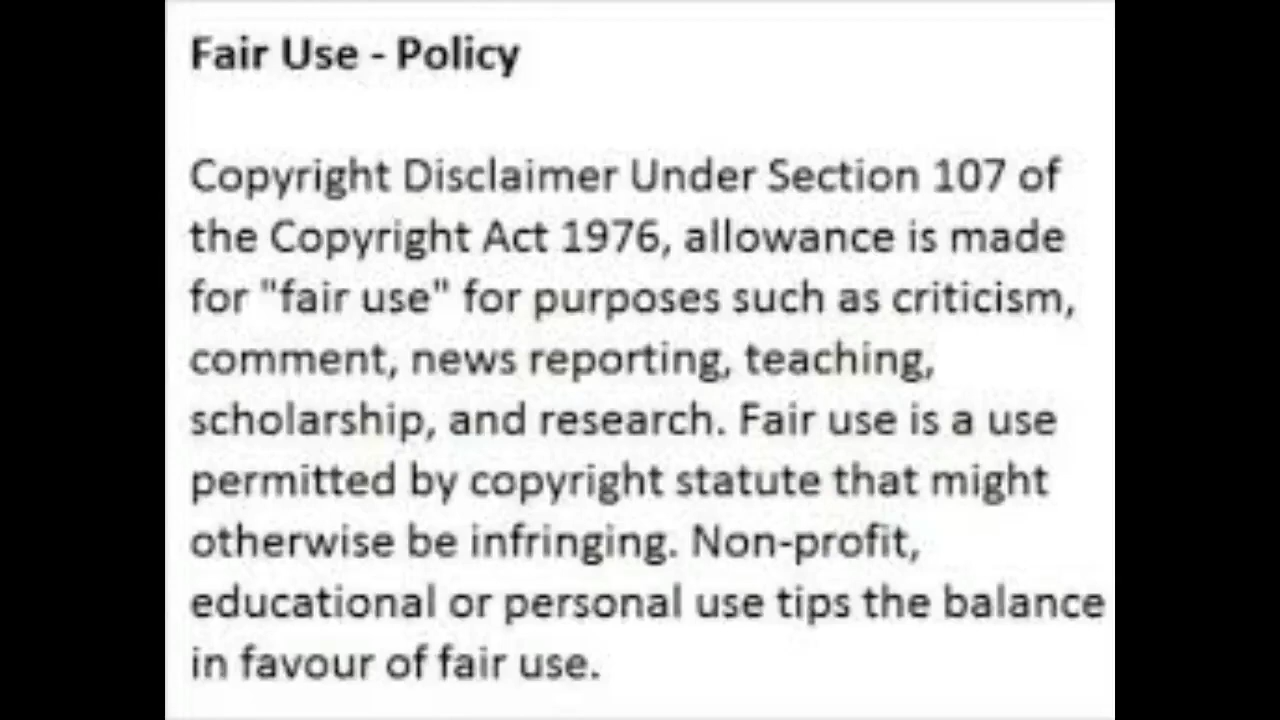 Fair Use - Policy
Copyright Disclaimer Under Section 107 of
the Copyright Act 1976, allowance is made
for "fair use" for purposes such as criticism,
comment, news reporting, teaching,
scholarship, and research. Fair use is a use
permitted by copyright statute that might
otherwise be infringing. Non-profit,
educational or personal use tips the balance
in favour of fair use.